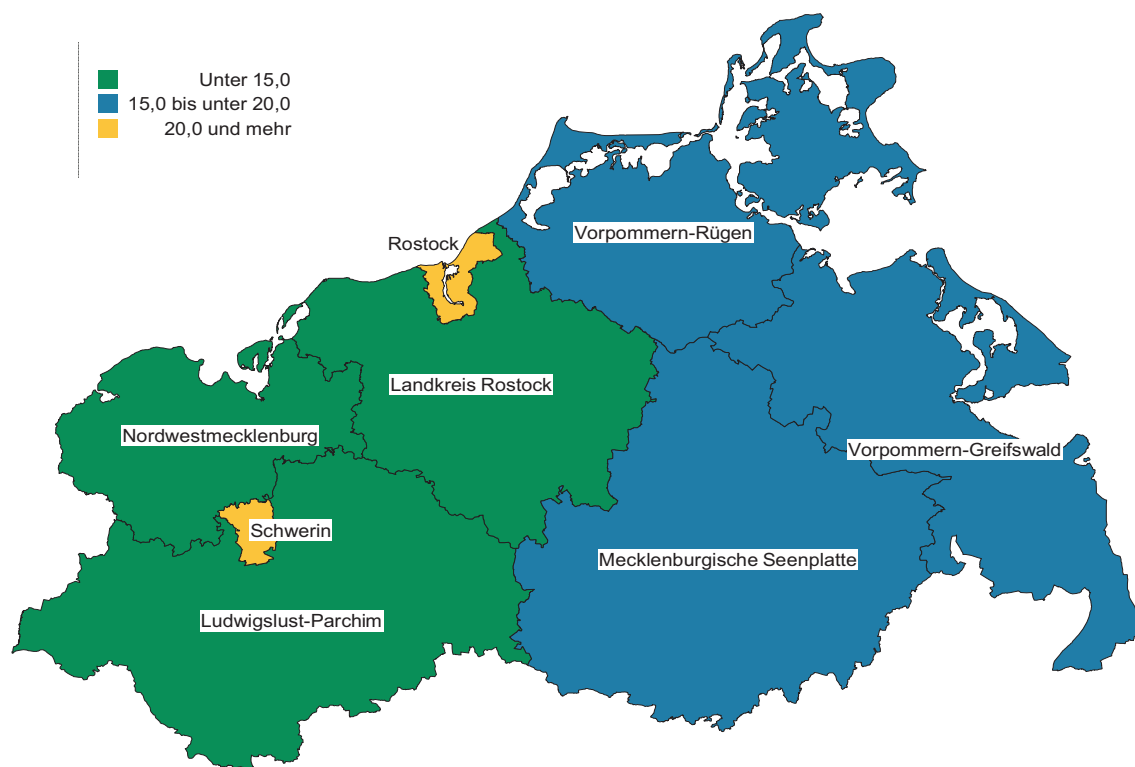 Unter 15,0
15,0 bis unter 20,0
20,0 und mehr
Vorpommern-Rügen
Rostock
Landkreis Rostock
Nordwestmecklenburg
Vorpommern-Greifswald
Schwerin
Mecklenburgische Seenplatte
Ludwigslust-Parchim